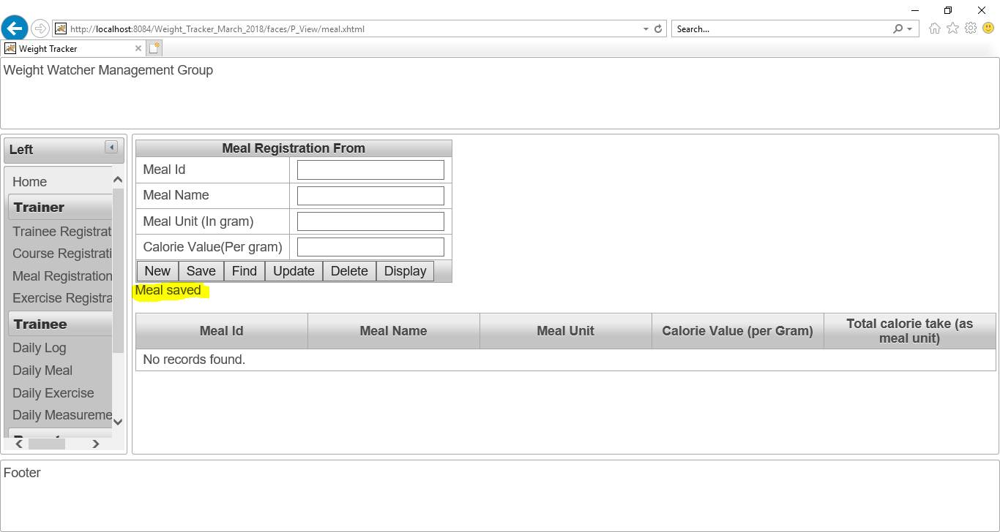 http://localhost:8084/Weight_Tracker_March_2018/faces/P_View/meal.xhtml
Search...
Weight Tracker
Weight Watcher Management Group
Left
Home
Trainer
Trainee Registrat
Course Registrati
Meal Registration
Exercise Registra
Trainee
Daily Log
Daily Meal
Daily Exercise
Daily Measureme
Meal Registration From
Meal Id
Meal Name
Meal Unit (In gram)
Calorie Value(Per gram)
New Save Find Update Delete Display
Meal saved
Meal Id Meal Name Meal Unit Calorie Value (per Gram) Total calorie take (as
meal unit)
No records found.
Footer